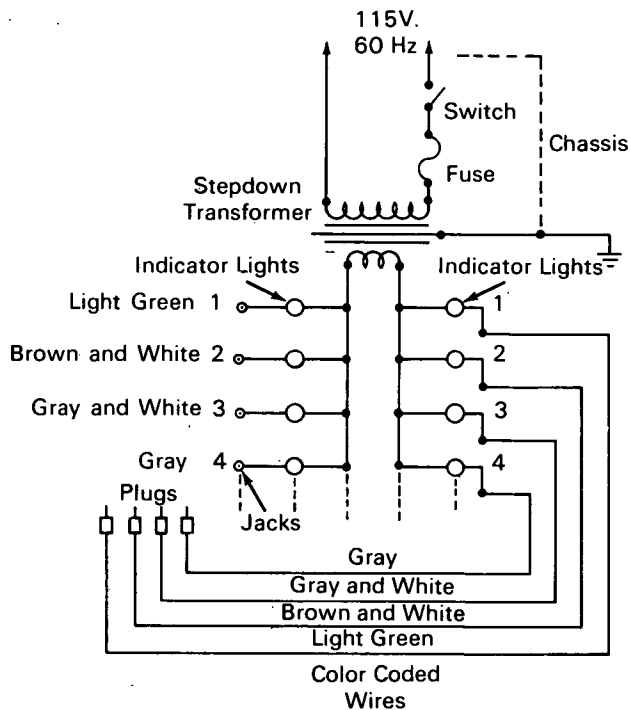 115V.
60 Hz
Switch
Chassis
Fuse
Stepdown
Transformer
Indicator Lights
Indicator Lights
Light Green 1
1
Brown and White 2
2
Gray and White 3
3
Gray 4
4
Plugs
Jacks
Gray
Gray and White
Brown and White
Light Green
Color Coded
Wires